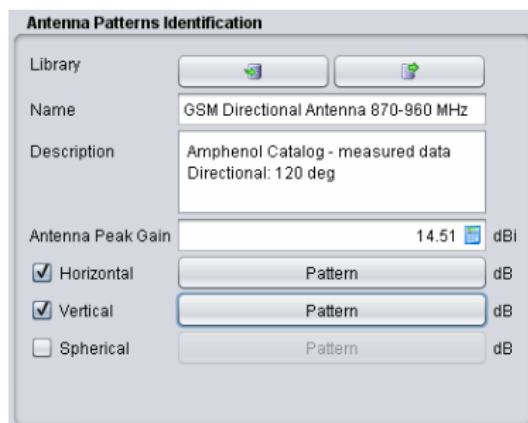 Antenna Patterns Identification
Library
Name GSM Directional Antenna 870-960 MHz
Description Amphenol Catalog - measured data
Directional: 120 deg
Antenna Peak Gain 14.51 dBi
Horizontal Pattern dB
Vertical Pattern dB
Spherical Pattern dB